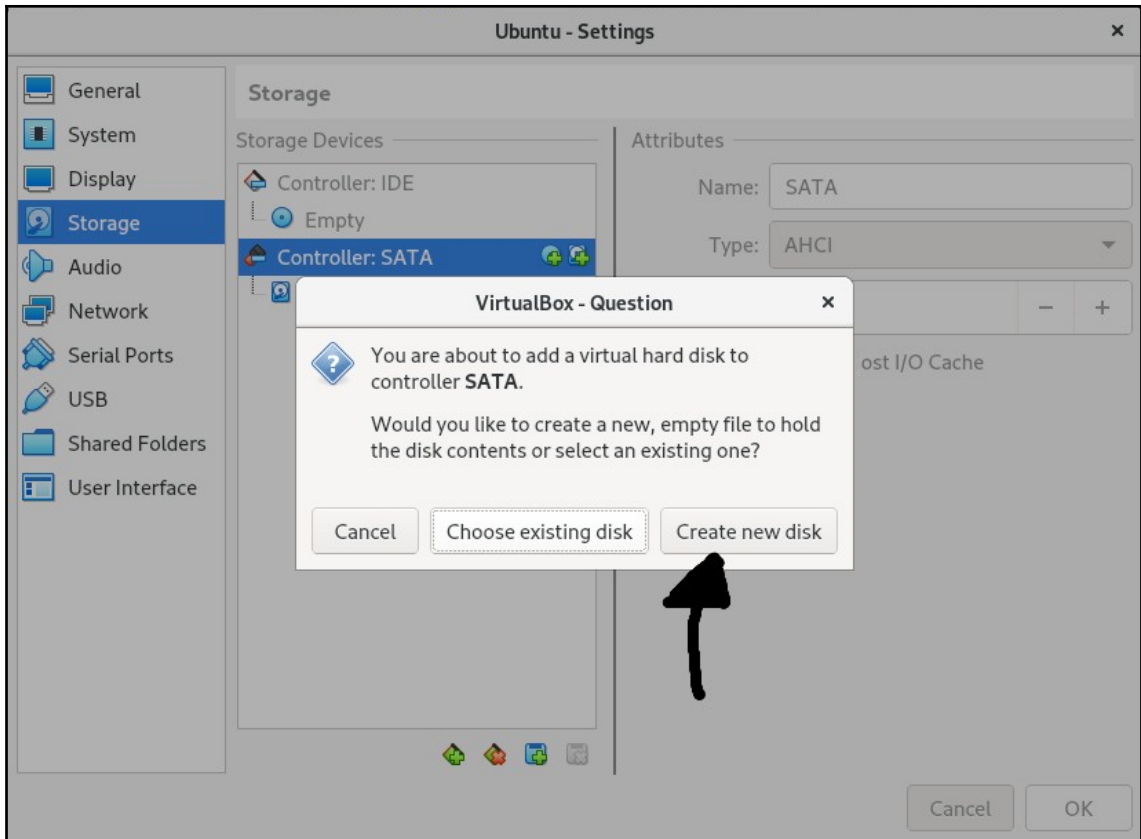 Ubuntu - Settings
General
System
Display
Storage
Audio
Network
Serial Ports
USB
Shared Folders
User Interface
Storage
Storage Devices
Controller: IDE
Empty
Controller: SATA
Attributes
Name: SATA
Type: AHCI
ost I/O Cache
VirtualBox - Question
You are about to add a virtual hard disk to
controller SATA.
Would you like to create a new, empty file to hold
the disk contents or select an existing one?
Cancel
Choose existing disk
Create new disk
Cancel
OK